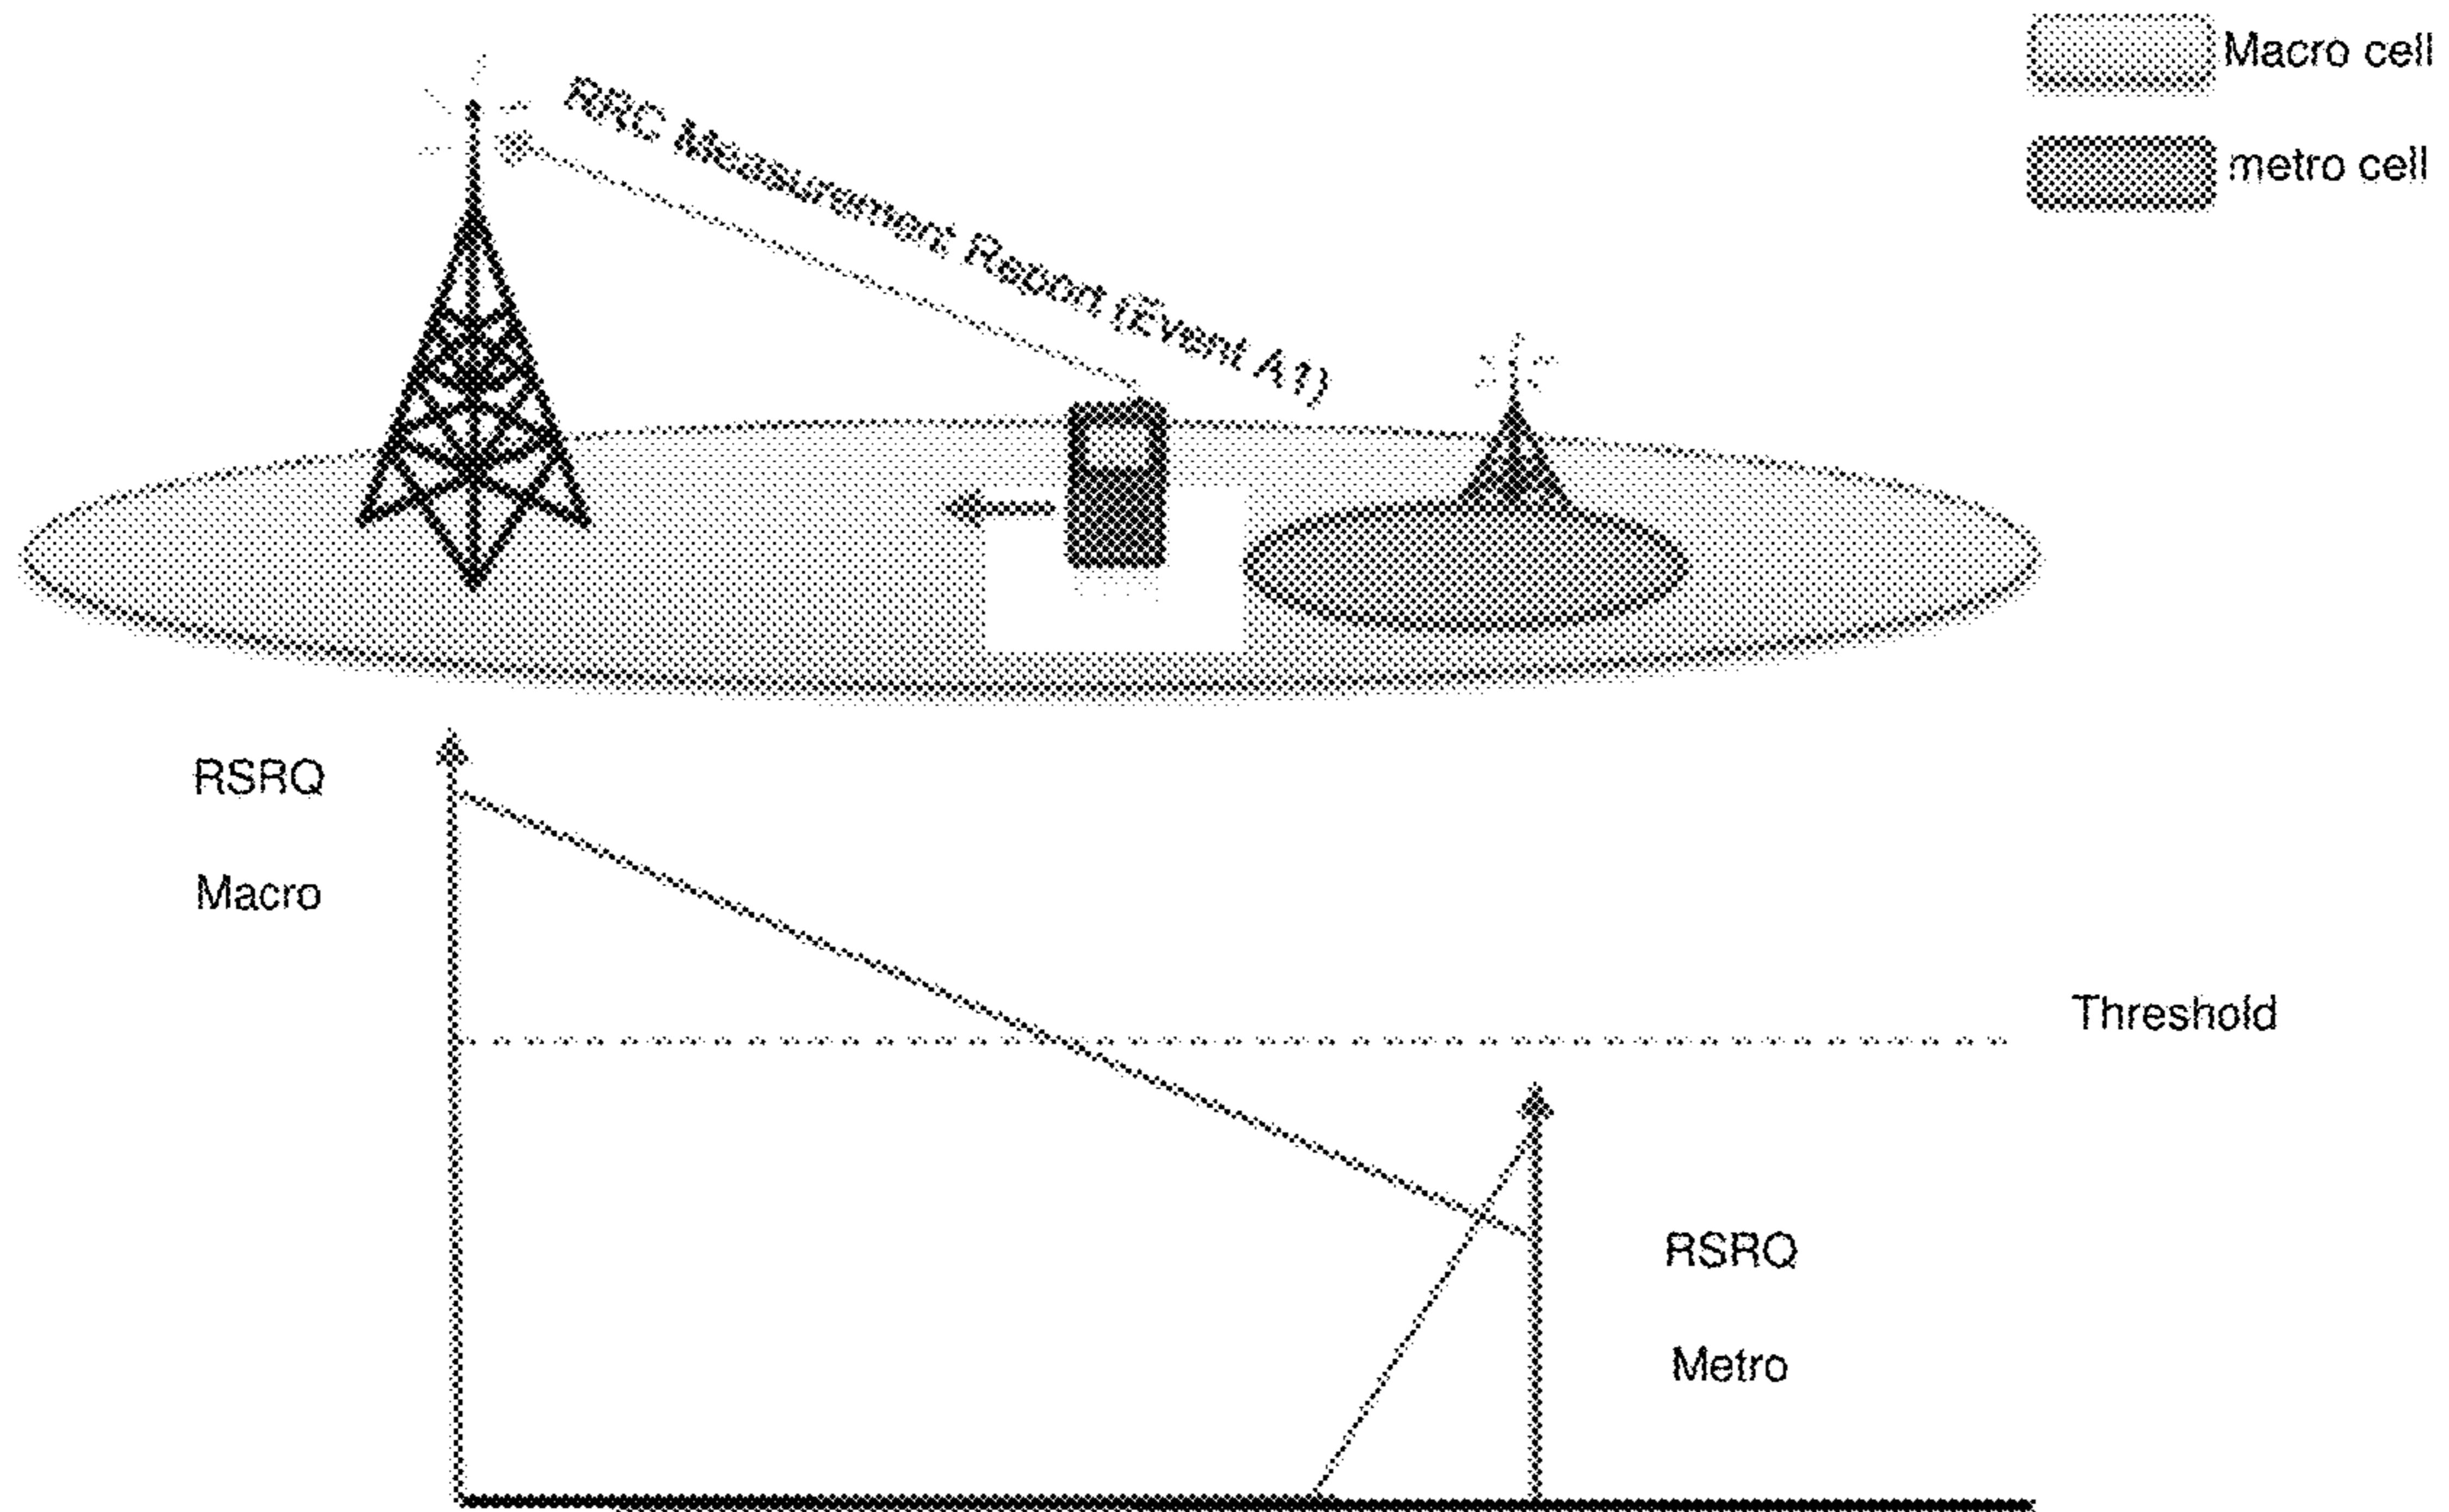 Macro cell
metro cell
RRC Measurement Report (Event A1)
RSRQ
Macro
Threshold
RSRQ
Metro